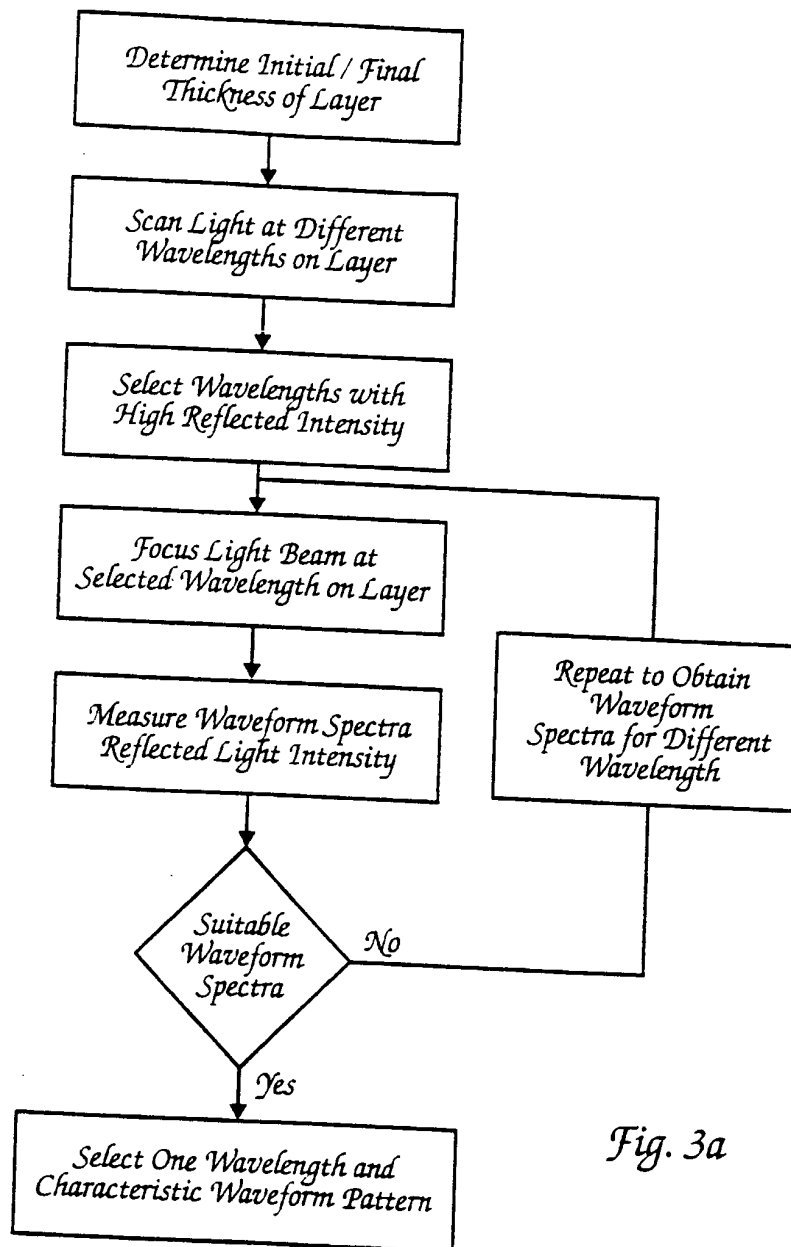 Determine Initial / Final
Thickness of Layer
Scan Light at Different
Wavelengths on Layer
Select Wavelengths with
High Reflected Intensity
Focus Light Beam at
Selected Wavelength on Layer
Measure Waveform Spectra
Reflected Light Intensity
Repeat to Obtain
Waveform
Spectra for Different
Wavelength
Suitable
Waveform
Spectra
No
Yes
Select One Wavelength and
Characteristic Waveform Pattern
Fig. 3a